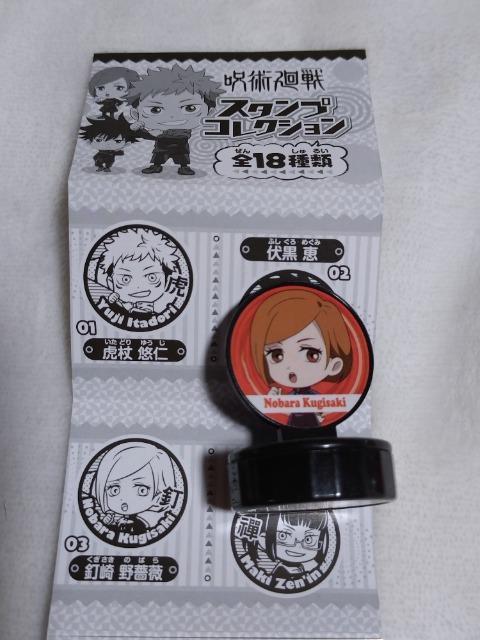 呪術廻戦
スタンプ
コレクション
ぜん しゅ るい
全18種類
虎
Yuji Itadori
01
いた どり ゆう じ
虎杖 悠仁
ふし ぐろ めぐみ
伏黒 恵
02
Nobara Kugisaki
釘
Nobara Kugisaki
03
くぎ さき の ばら
釘崎 野薔薇
禪
Maki Zen'in